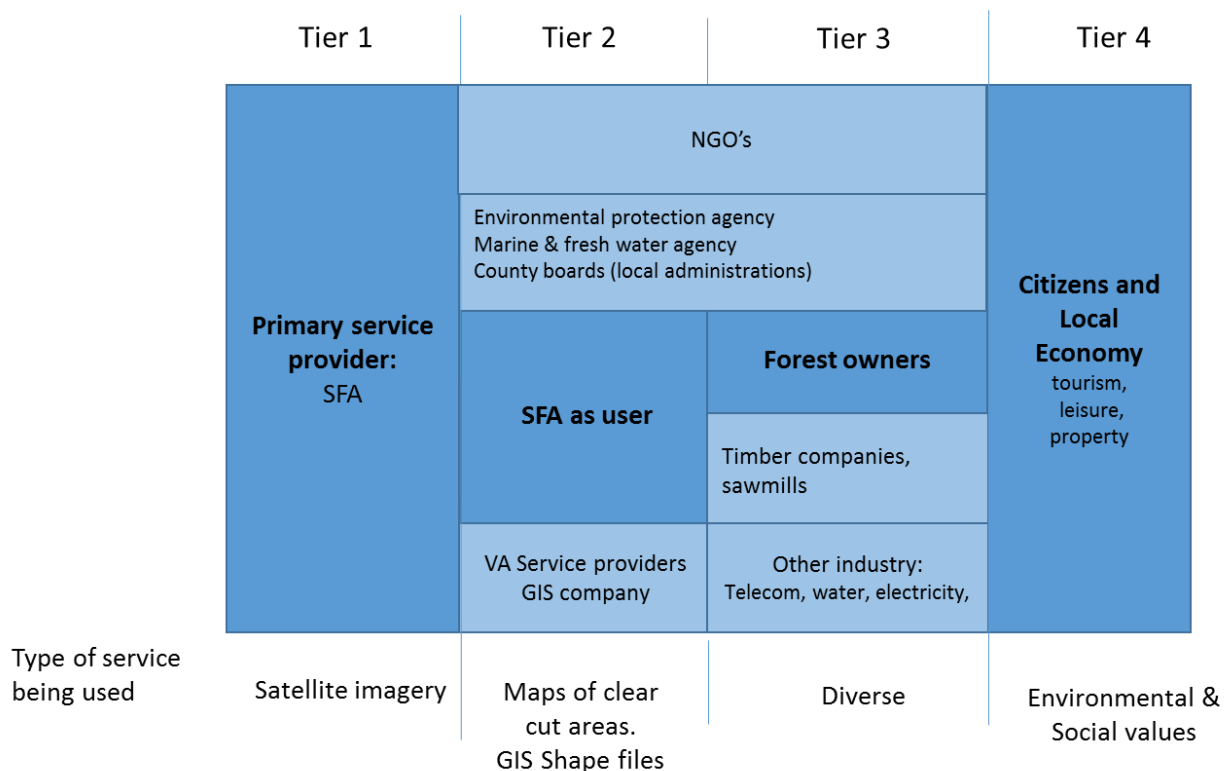 Tier 1
Tier 2
Tier 3
Tier 4
NGO’s
Environmental protection agency
Marine & fresh water agency
County boards (local administrations)
Primary service
provider:
SFA
SFA as user
Forest owners
Timber companies,
sawmills
VA Service providers
GIS company
Other industry:
Telecom, water, electricity,
Citizens and
Local
Economy
tourism,
leisure,
property
Type of service
being used
Satellite imagery
Maps of clear
cut areas.
GIS Shape files
Diverse
Environmental &
Social values